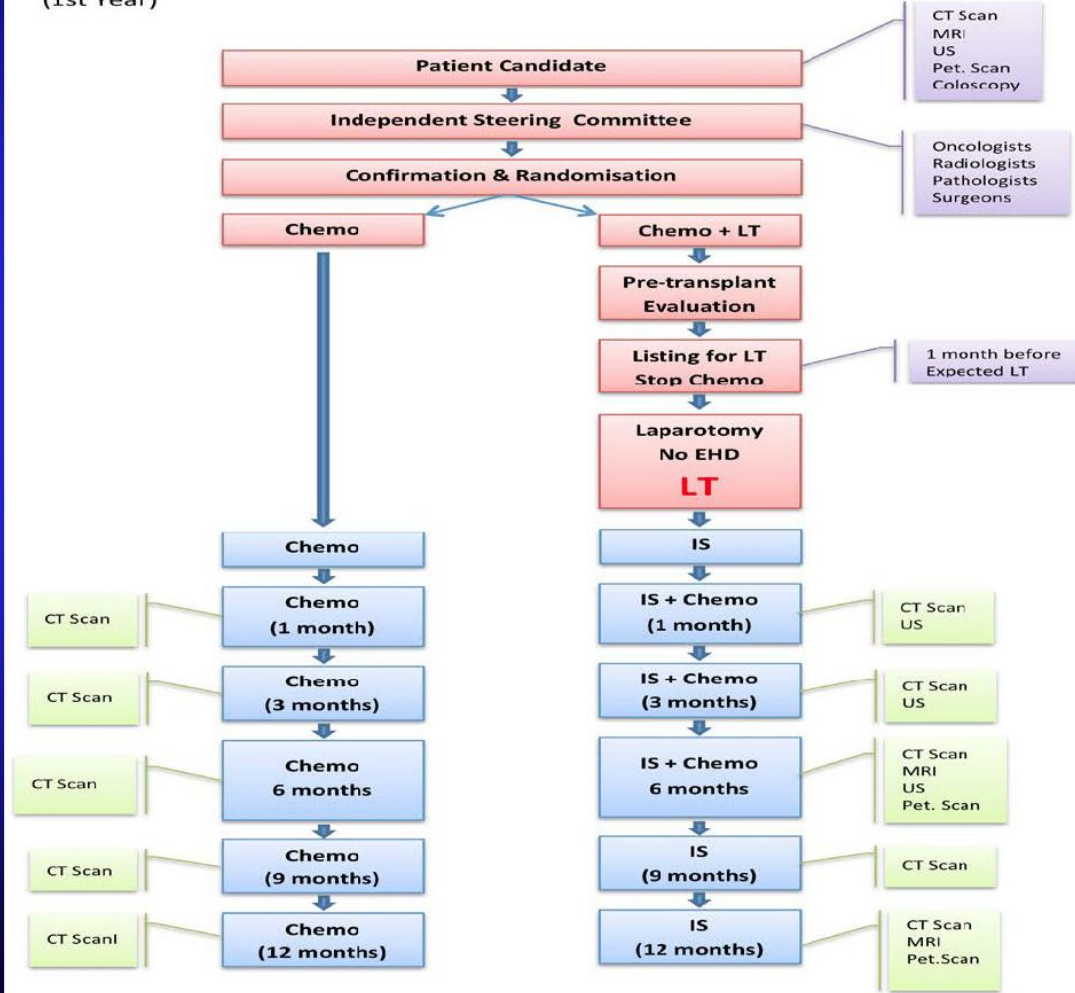 (1st Year)
CT Scan
MRI
US
Pet. Scan
Coloscopy
Patient Candidate
Independent Steering Committee
Oncologists
Radiologists
Pathologists
Surgeons
Confirmation & Randomisation
Chemo
Chemo + LT
Pre-transplant
Evaluation
Listing for LT
Stop Chemo
1 month before
Expected LT
Laparotomy
No EHD
LT
Chemo
IS
CT Scan
Chemo
(1 month)
IS + Chemo
(1 month)
CT Scan
US
CT Scan
Chemo
(3 months)
IS + Chemo
(3 months)
CT Scan
US
CT Scan
Chemo
6 months
IS + Chemo
6 months
CT Scan
MRI
US
Pet. Scan
CT Scan
Chemo
(9 months)
IS
(9 months)
CT Scan
CT ScanI
Chemo
(12 months)
IS
(12 months)
CT Scan
MRI
Pet.Scan